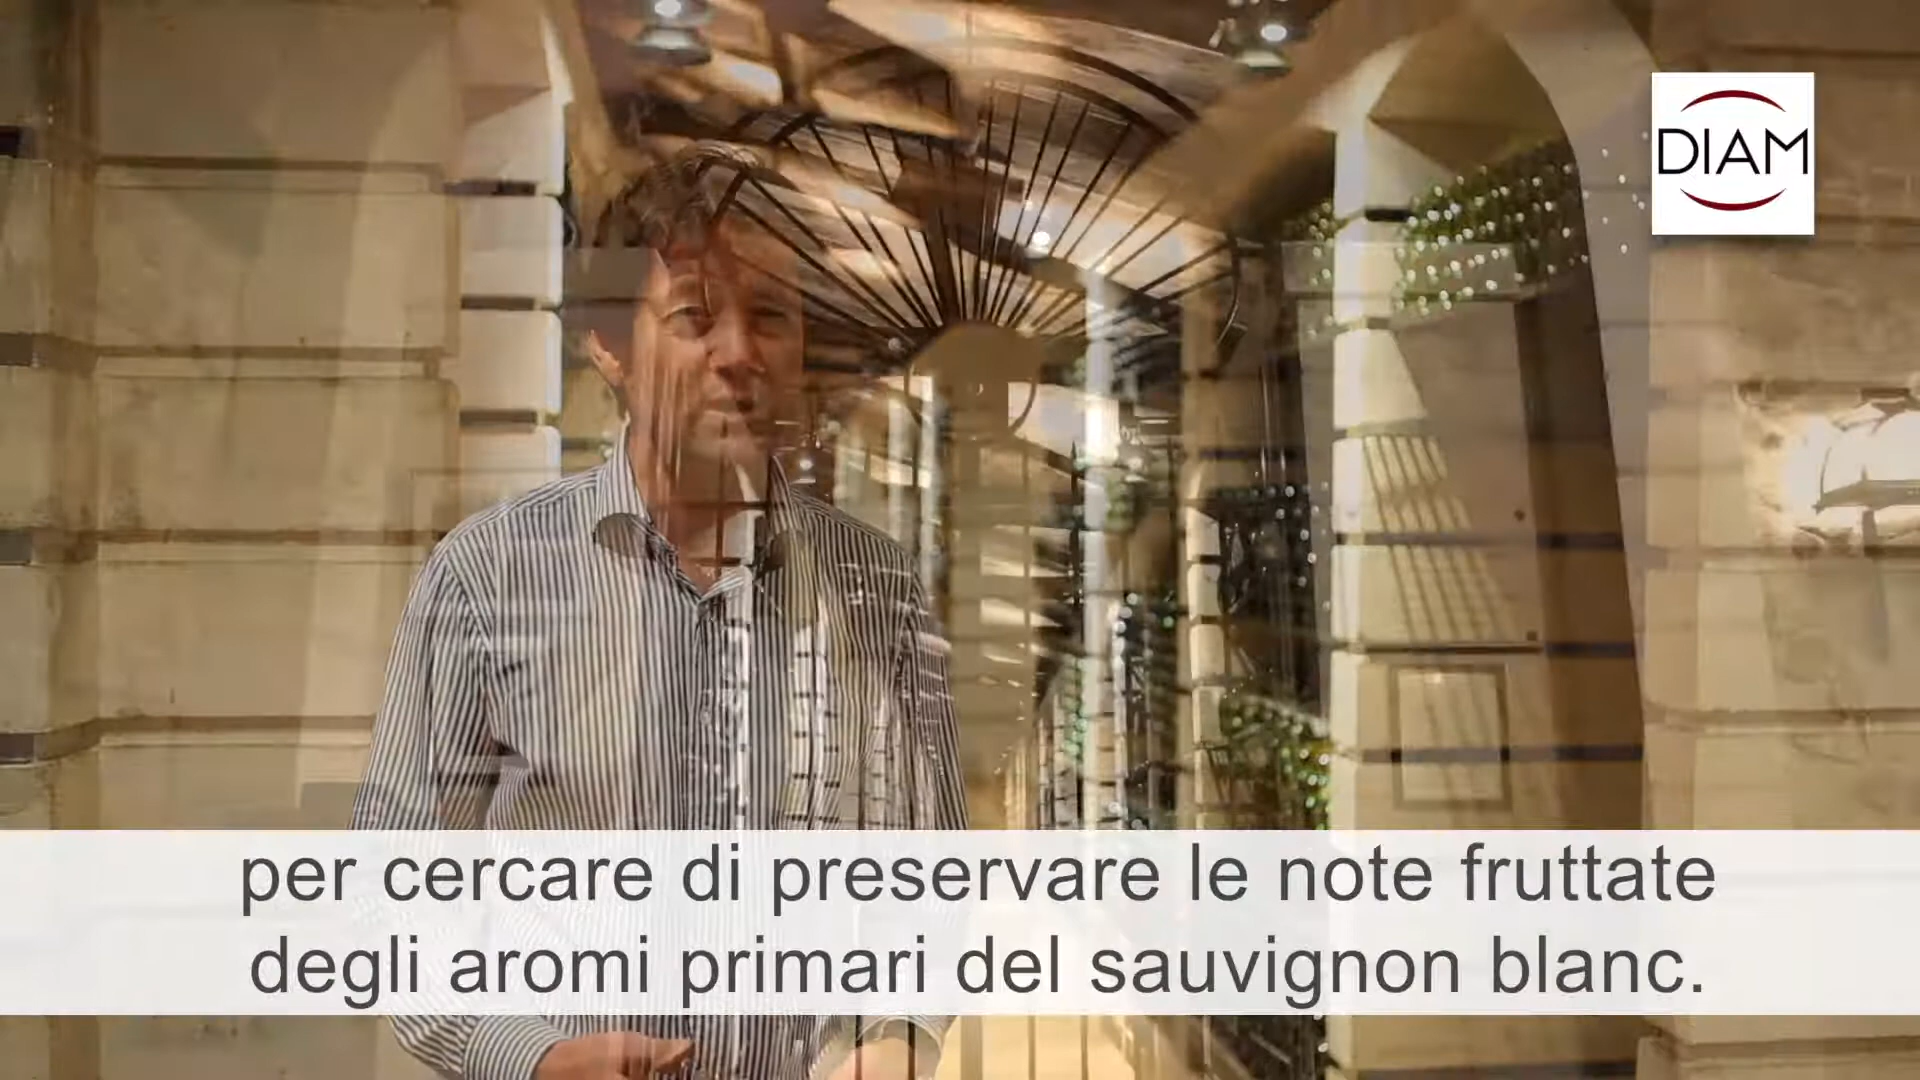 DIAM
per cercare di preservare le note fruttate
degli aromi primari del sauvignon blanc.